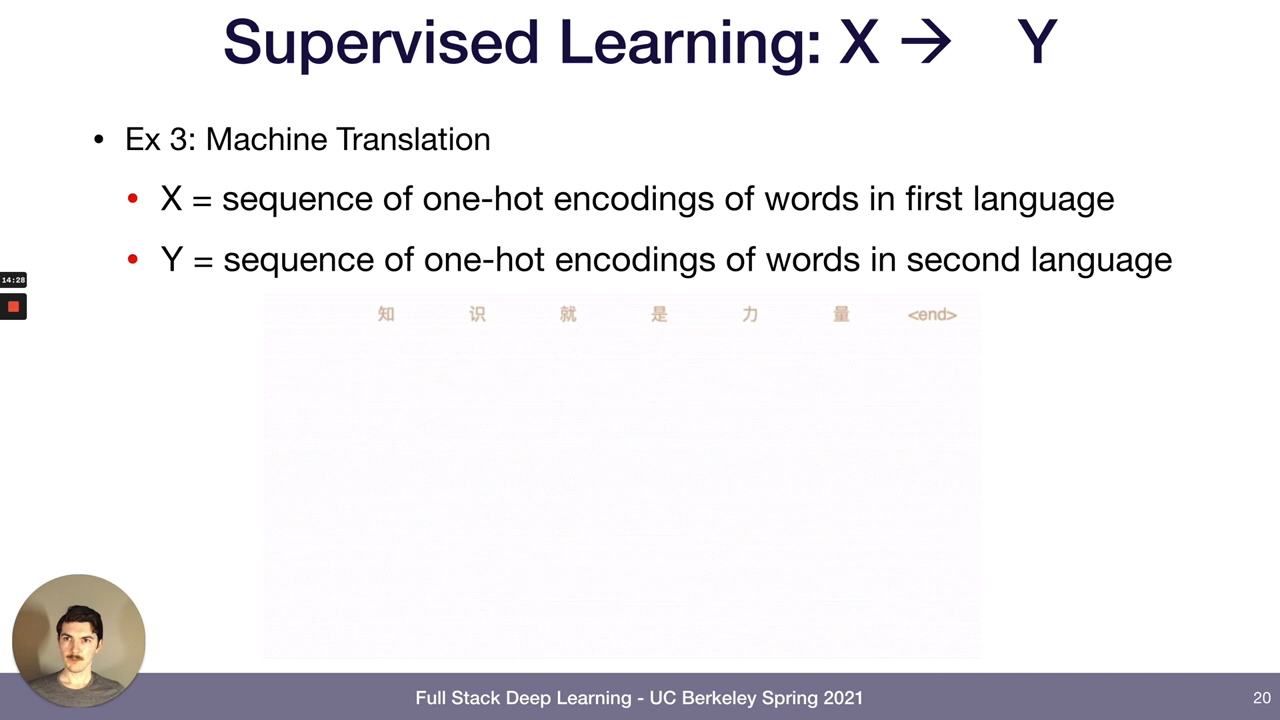 Supervised Learning: X → Y
• Ex 3: Machine Translation
• X = sequence of one-hot encodings of words in first language
• Y = sequence of one-hot encodings of words in second language
14:28
知 识 就 是 力 量 <end>
Full Stack Deep Learning - UC Berkeley Spring 2021
20